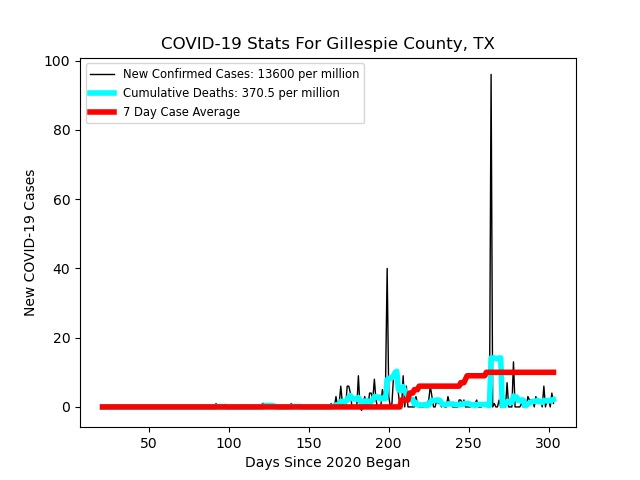 COVID-19 Stats For Gillespie County, TX
New Confirmed Cases: 13600 per million
Cumulative Deaths: 370.5 per million
7 Day Case Average
100
80
60
40
20
0
New COVID-19 Cases
50 100 150 200 250 300
Days Since 2020 Began